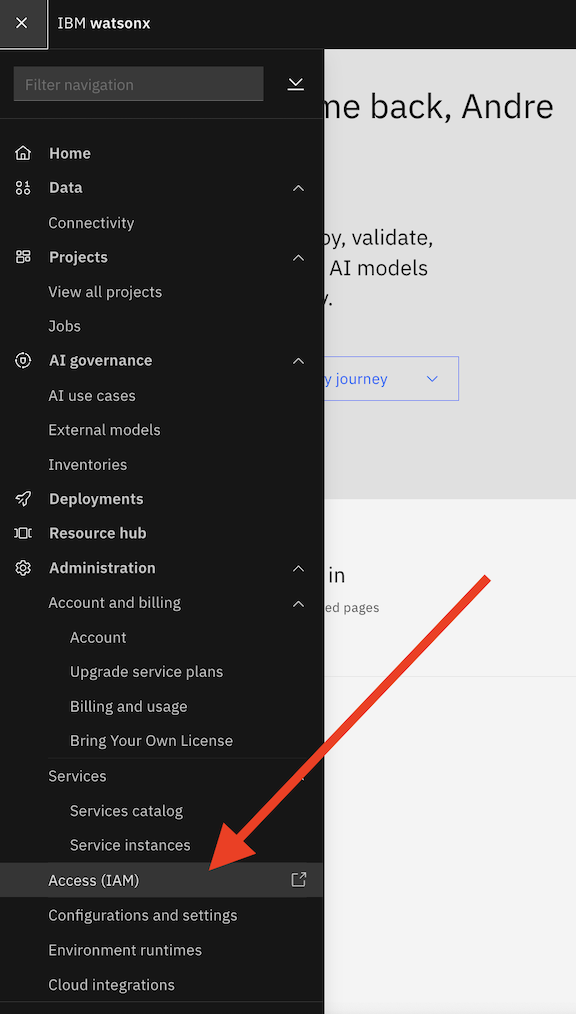 IBM watsonx
Filter navigation
me back, Andre
Home
Data
Connectivity
oy, validate,
Projects
AI models
View all projects
y.
Jobs
AI governance
y journey
AI use cases
External models
Inventories
Deployments
Resource hub
Administration
in
Account and billing
ed pages
Account
Upgrade service plans
Billing and usage
Bring Your Own License
Services
Services catalog
Service instances
Access (IAM)
Configurations and settings
Environment runtimes
Cloud integrations